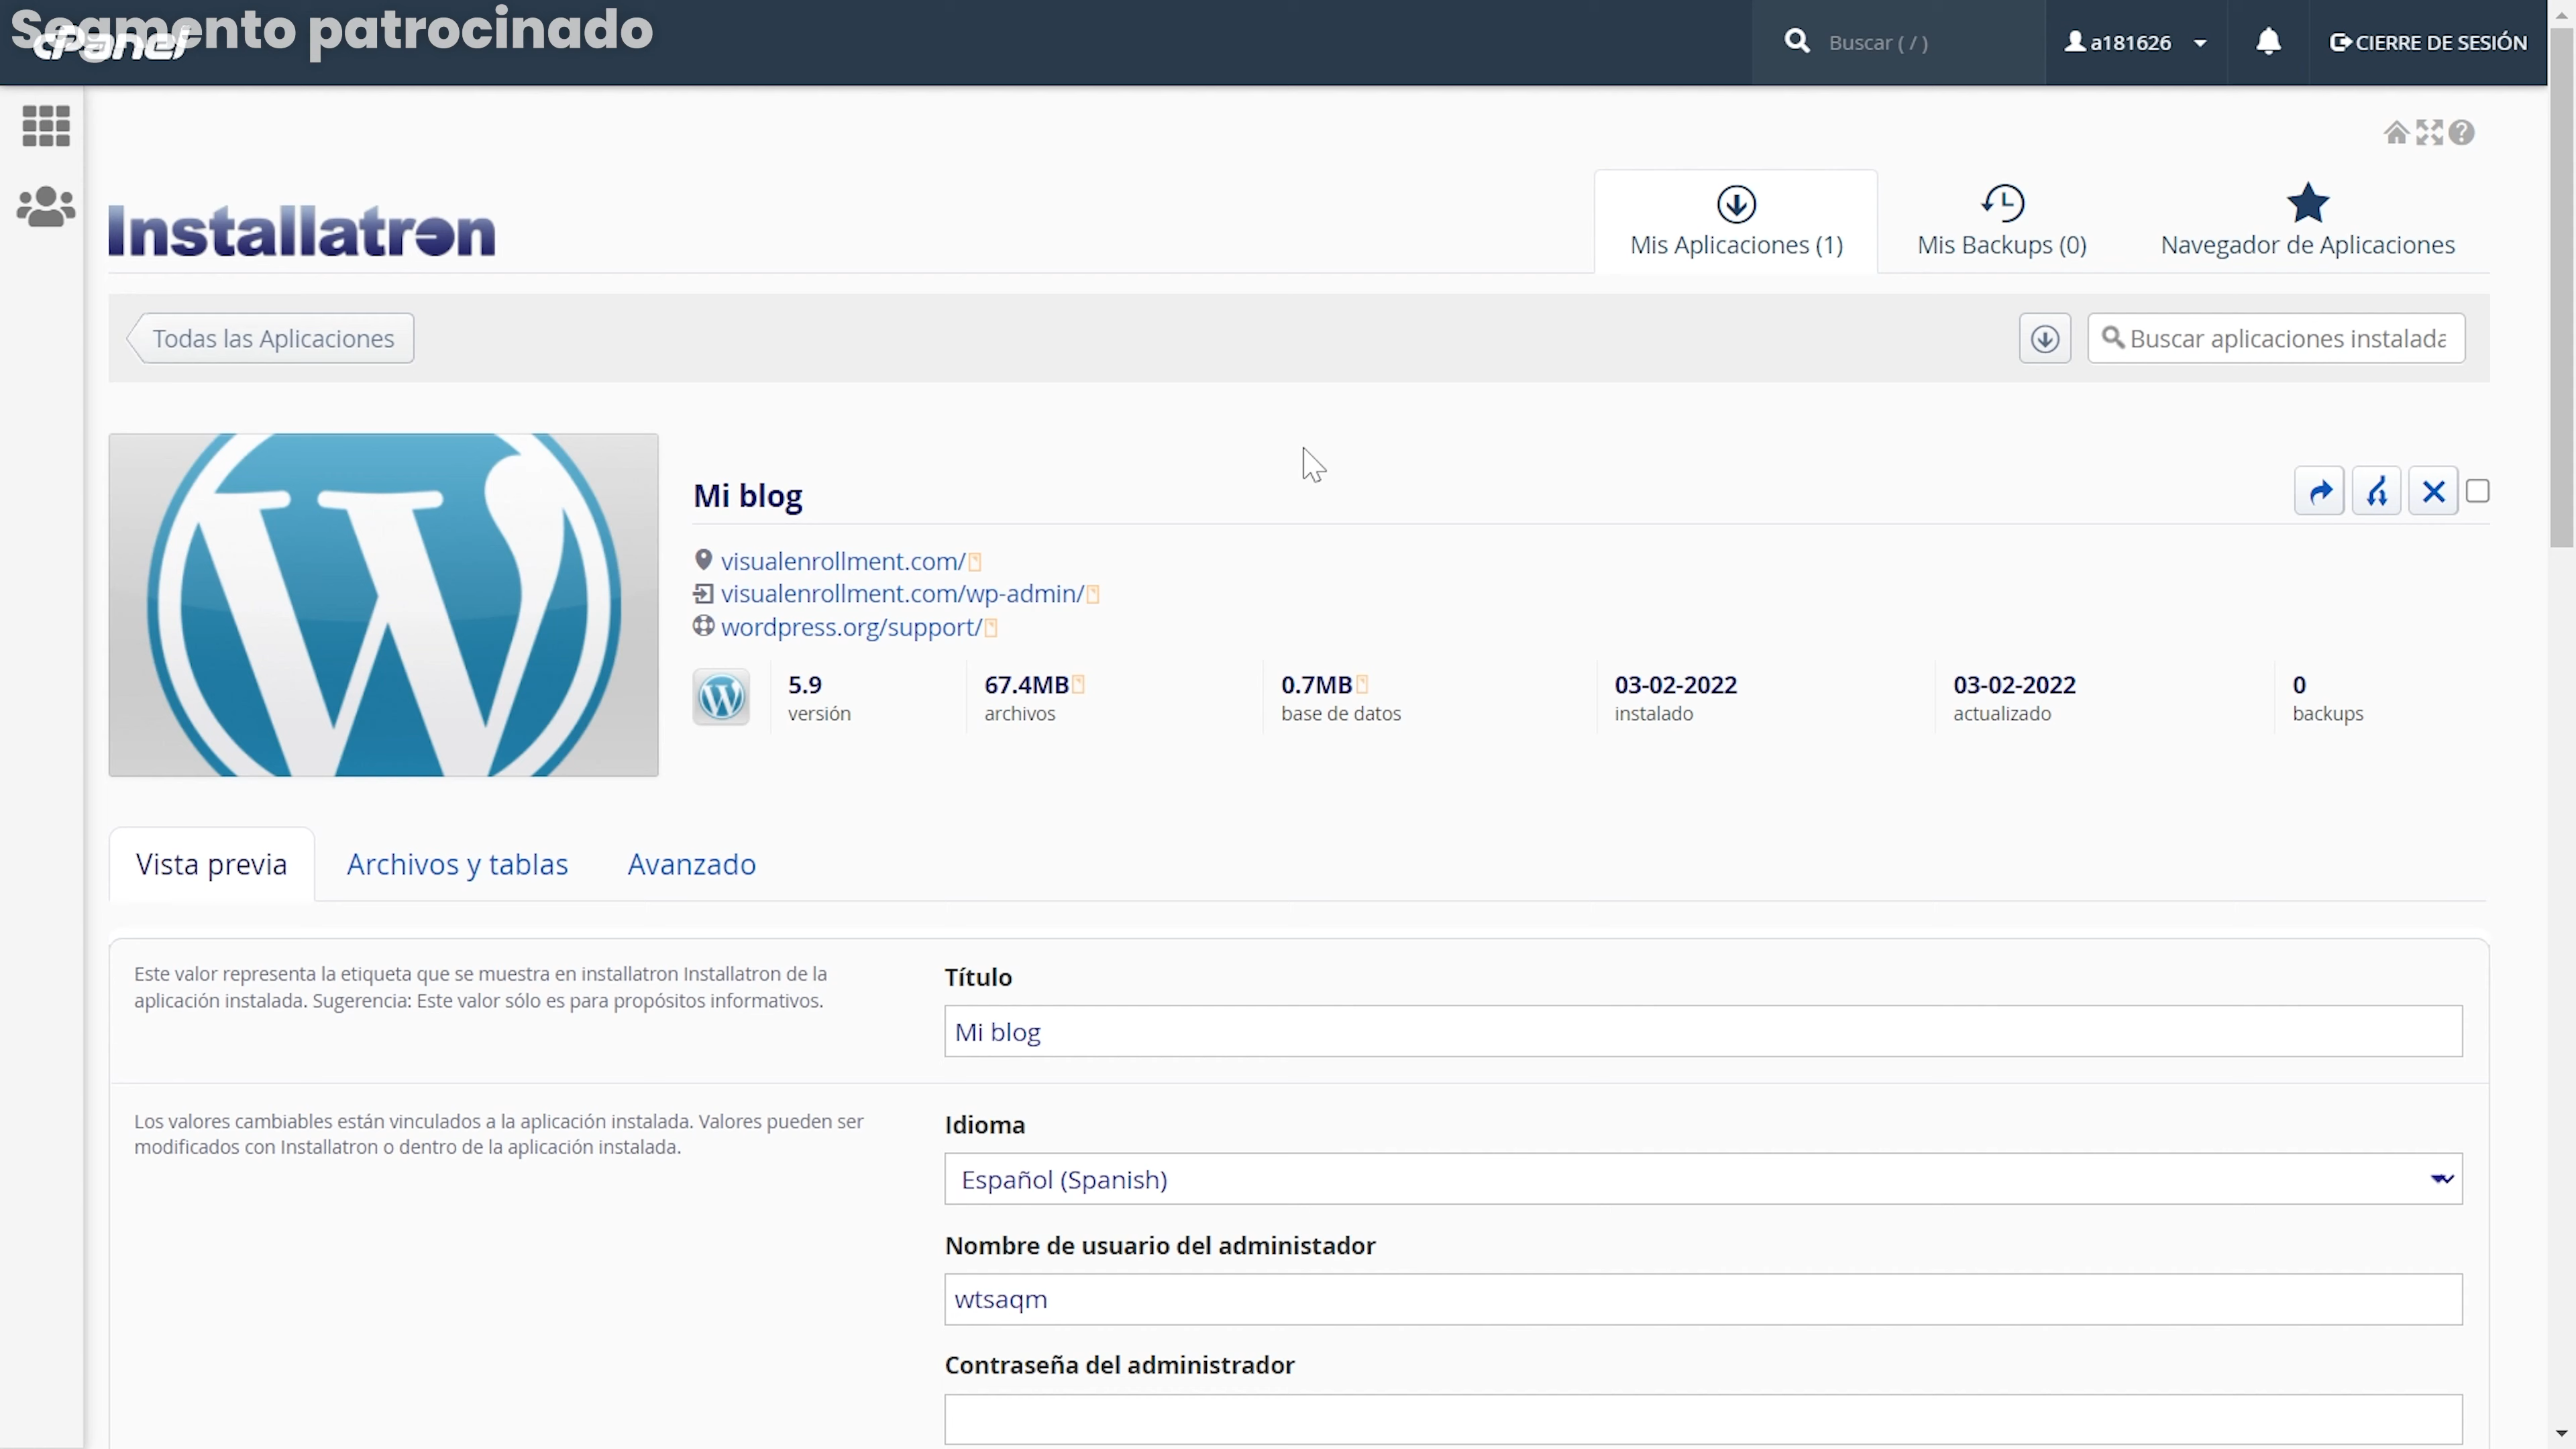 Segmento patrocinado
cPanel
Buscar ( / )
a181626
CIERRE DE SESIÓN
Installatron
Mis Aplicaciones (1)
Mis Backups (0)
Navegador de Aplicaciones
Todas las Aplicaciones
Buscar aplicaciones instalada
Mi blog
visualenrollment.com/
visualenrollment.com/wp-admin/
wordpress.org/support/
5.9
versión
67.4MB
archivos
0.7MB
base de datos
03-02-2022
instalado
03-02-2022
actualizado
0
backups
Vista previa
Archivos y tablas
Avanzado
Este valor representa la etiqueta que se muestra en installatron Installatron de la
aplicación instalada. Sugerencia: Este valor sólo es para propósitos informativos.
Título
Mi blog
Los valores cambiables están vinculados a la aplicación instalada. Valores pueden ser
modificados con Installatron o dentro de la aplicación instalada.
Idioma
Español (Spanish)
Nombre de usuario del administador
wtsaqm
Contraseña del administrador